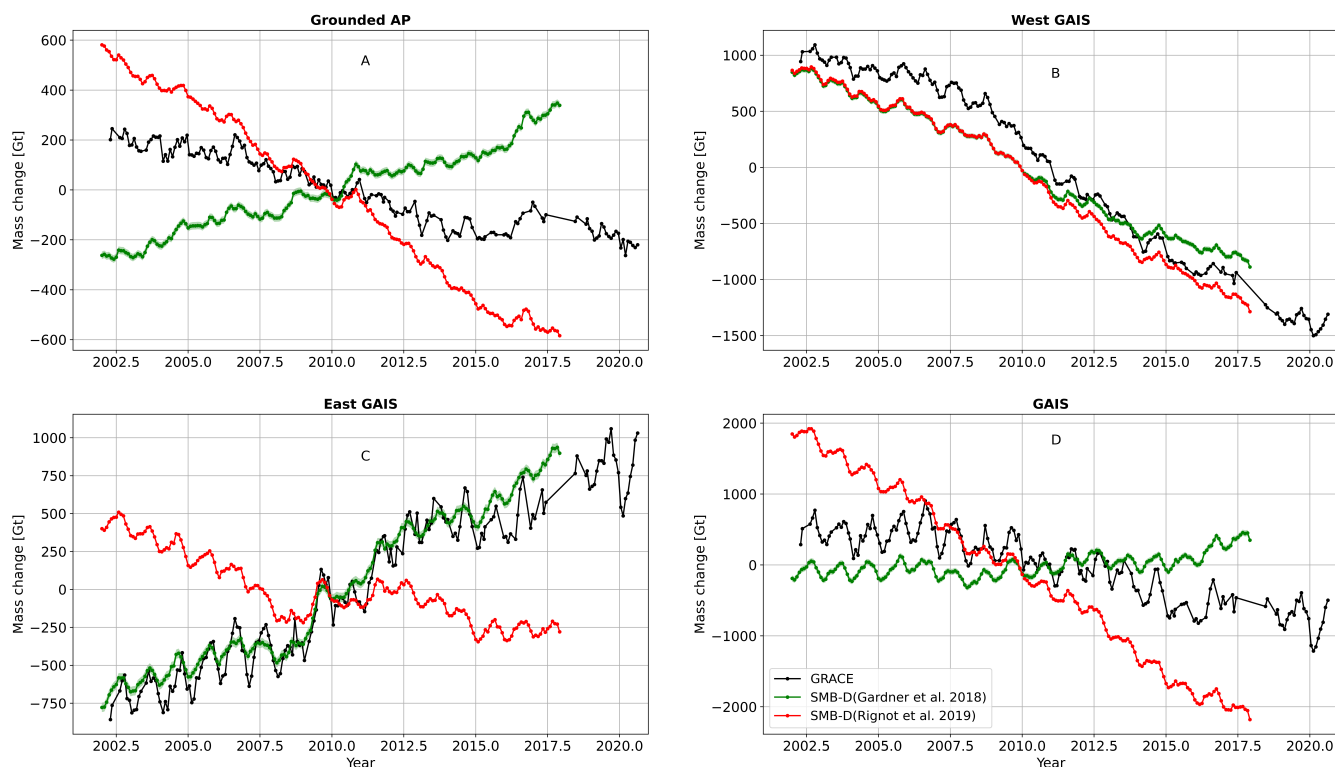 Grounded AP
A
Mass change [Gt]
600
400
200
0
−200
−400
−600
2002.5 2005.0 2007.5 2010.0 2012.5 2015.0 2017.5 2020.0
West GAIS
B
Mass change [Gt]
1000
500
0
−500
−1000
−1500
2002.5 2005.0 2007.5 2010.0 2012.5 2015.0 2017.5 2020.0
East GAIS
C
Mass change [Gt]
1000
750
500
250
0
−250
−500
−750
2002.5 2005.0 2007.5 2010.0 2012.5 2015.0 2017.5 2020.0
Year
GAIS
D
Mass change [Gt]
2000
1000
0
−1000
−2000
GRACE
SMB-D(Gardner et al. 2018)
SMB-D(Rignot et al. 2019)
2002.5 2005.0 2007.5 2010.0 2012.5 2015.0 2017.5 2020.0
Year